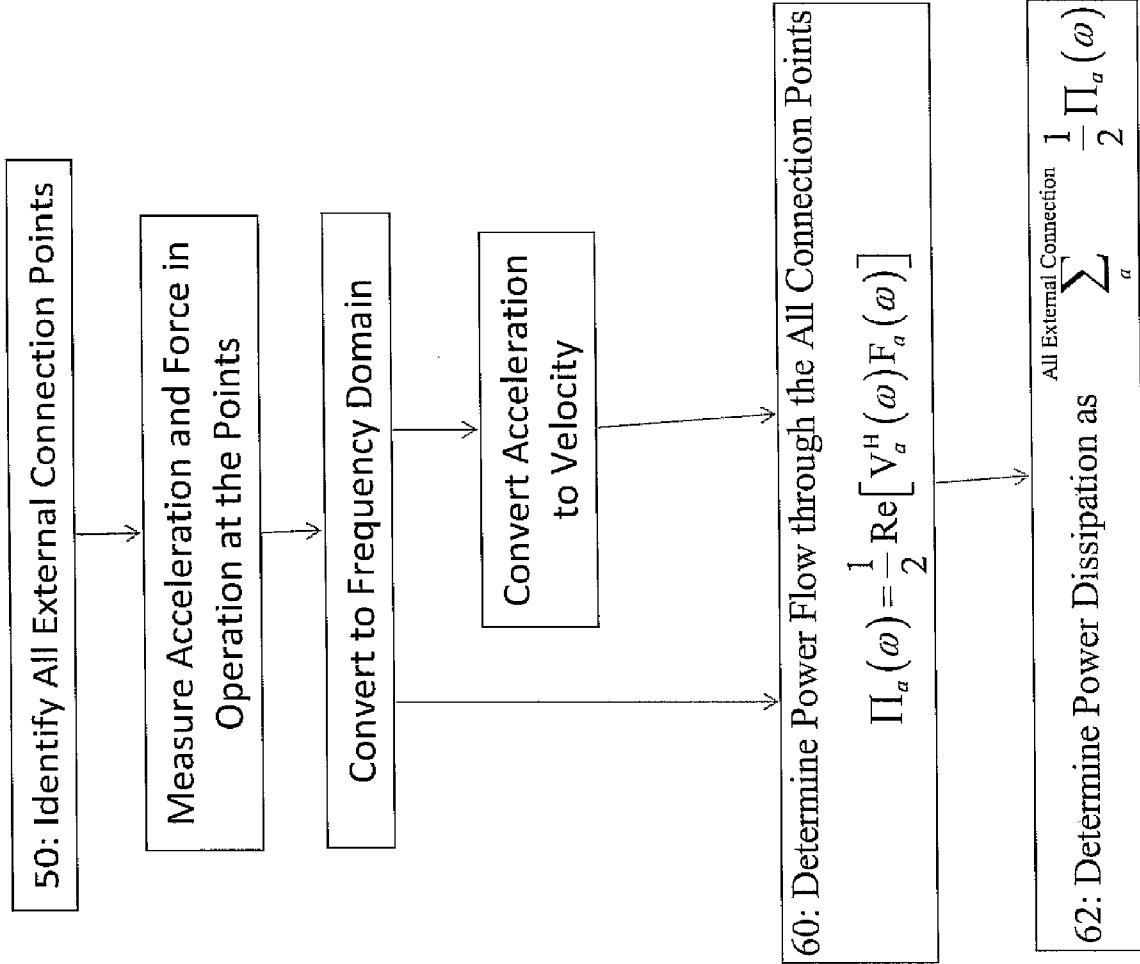 50: Identify All External Connection Points
Measure Acceleration and Force in
Operation at the Points
Convert to Frequency Domain
Convert Acceleration
to Velocity
60: Determine Power Flow through the All Connection Points
∏a(ω) = 1/2 Re[V_a^H(ω)F_a(ω)]
62: Determine Power Dissipation as All External Connection ∑ a 1/2 ∏a(ω)